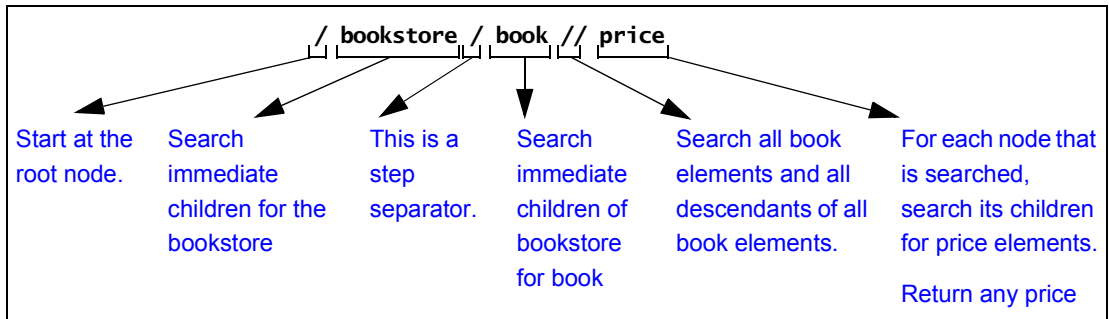 / bookstore / book // price
Start at the
root node.
Search
immediate
children for the
bookstore
This is a
step
separator.
Search
immediate
children of
bookstore
for book
Search all book
elements and all
descendants of all
book elements.
For each node that
is searched,
search its children
for price elements.
Return any price